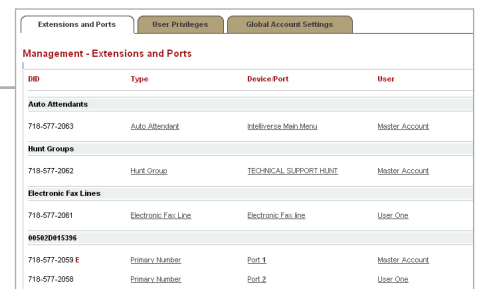 Extensions and Ports User Privileges Global Account Settings
Management - Extensions and Ports
DID Type Device/Port User
Auto Attendants
718-577-2063 Auto Attendant Intelliverse Main Menu Master Account
Hunt Groups
718-577-2062 Hunt Group TECHNICAL SUPPORT HUNT Master Account
Electronic Fax Lines
718-577-2061 Electronic Fax Line Electronic Fax line User One
00502D015396
718-577-2059 E Primary Number Port 1 Master Account
718-577-2058 Primary Number Port 2 User One